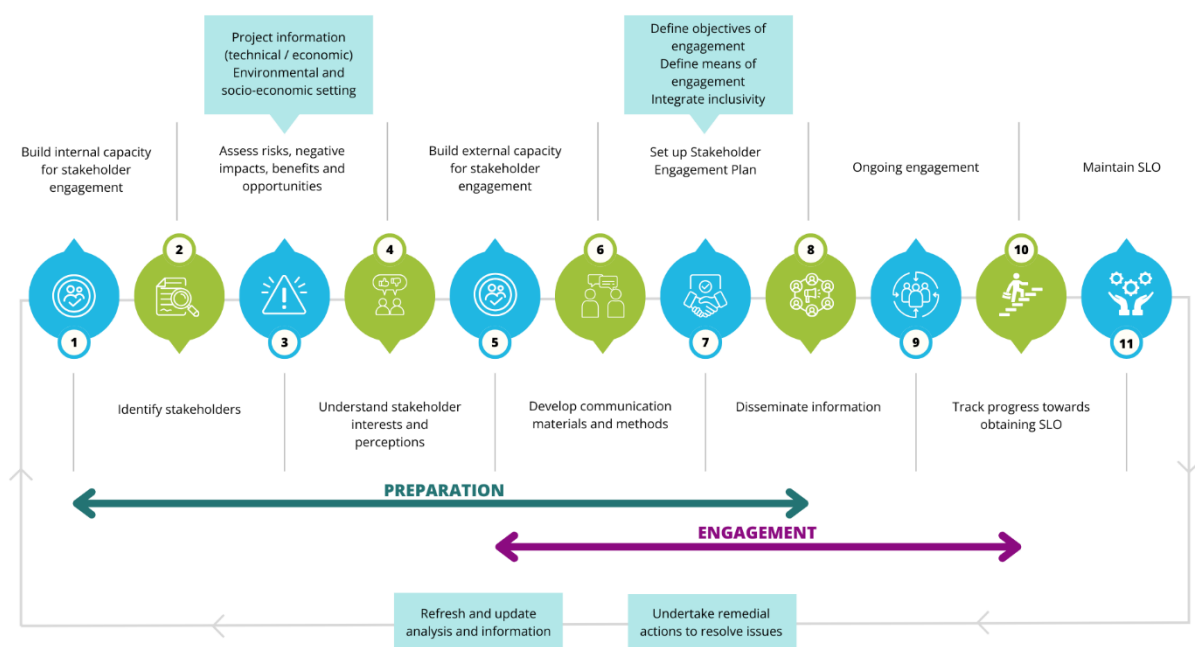 Project information
(technical / economic)
Environmental and
socio-economic setting
Define objectives of
engagement
Define means of
engagement
Integrate inclusivity
Build internal capacity
for stakeholder
engagement
Assess risks, negative
impacts, benefits and
opportunities
Build external capacity
for stakeholder
engagement
Set up Stakeholder
Engagement Plan
Ongoing engagement
Maintain SLO
1
2
3
4
5
6
7
8
9
10
11
Identify stakeholders
Understand stakeholder
interests and
perceptions
Develop communication
materials and methods
Disseminate information
Track progress towards
obtaining SLO
PREPARATION
ENGAGEMENT
Refresh and update
analysis and information
Undertake remedial
actions to resolve issues